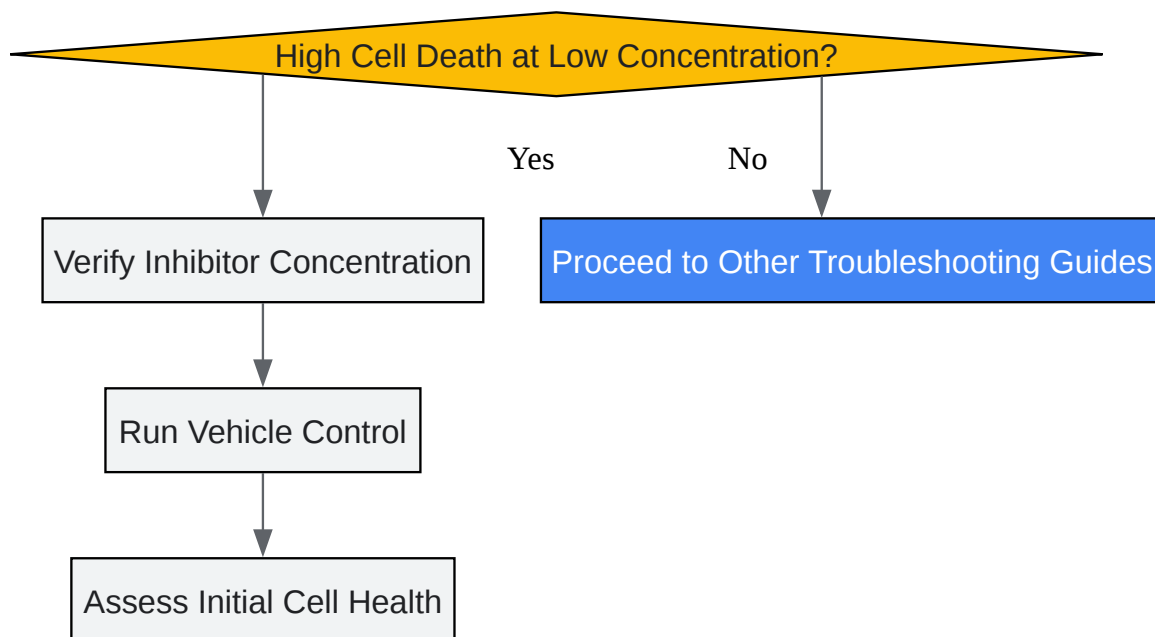 High Cell Death at Low Concentration?
Yes
No
Verify Inhibitor Concentration
Proceed to Other Troubleshooting Guides
Run Vehicle Control
Assess Initial Cell Health